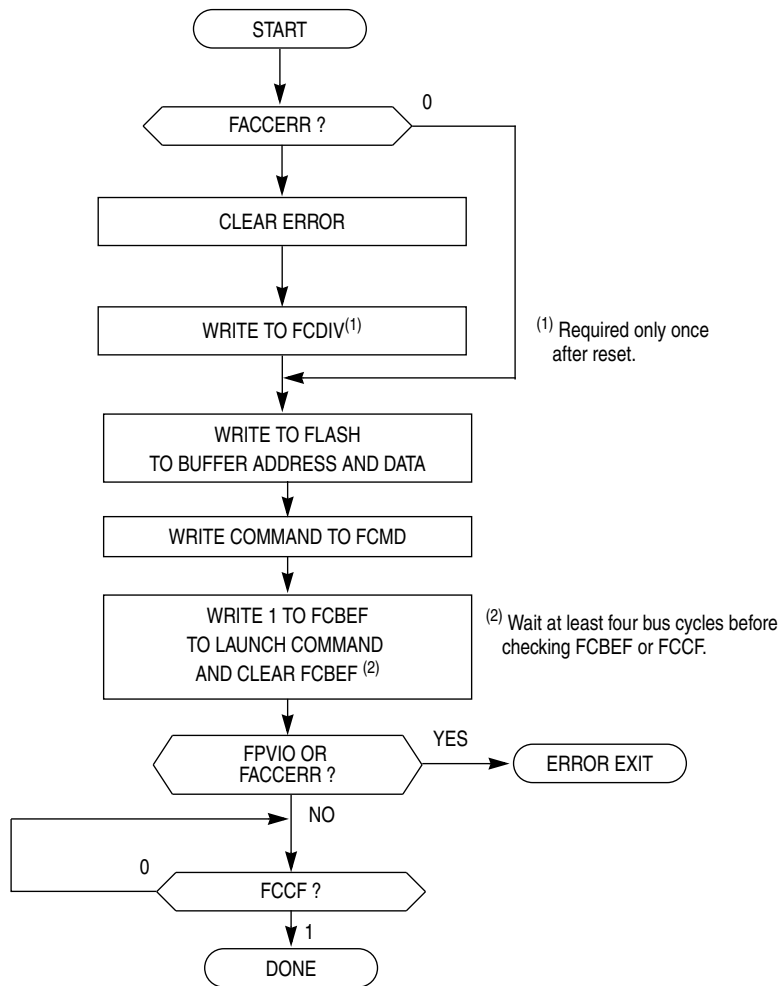 START
0
FACCERR ?
CLEAR ERROR
WRITE TO FCDIV(1)
(1) Required only once
after reset.
WRITE TO FLASH
TO BUFFER ADDRESS AND DATA
WRITE COMMAND TO FCMD
WRITE 1 TO FCBEF
TO LAUNCH COMMAND
AND CLEAR FCBEF (2)
(2) Wait at least four bus cycles before
checking FCBEF or FCCF.
FPVIO OR
FACCERR ?
YES
ERROR EXIT
NO
0
FCCF ?
1
DONE